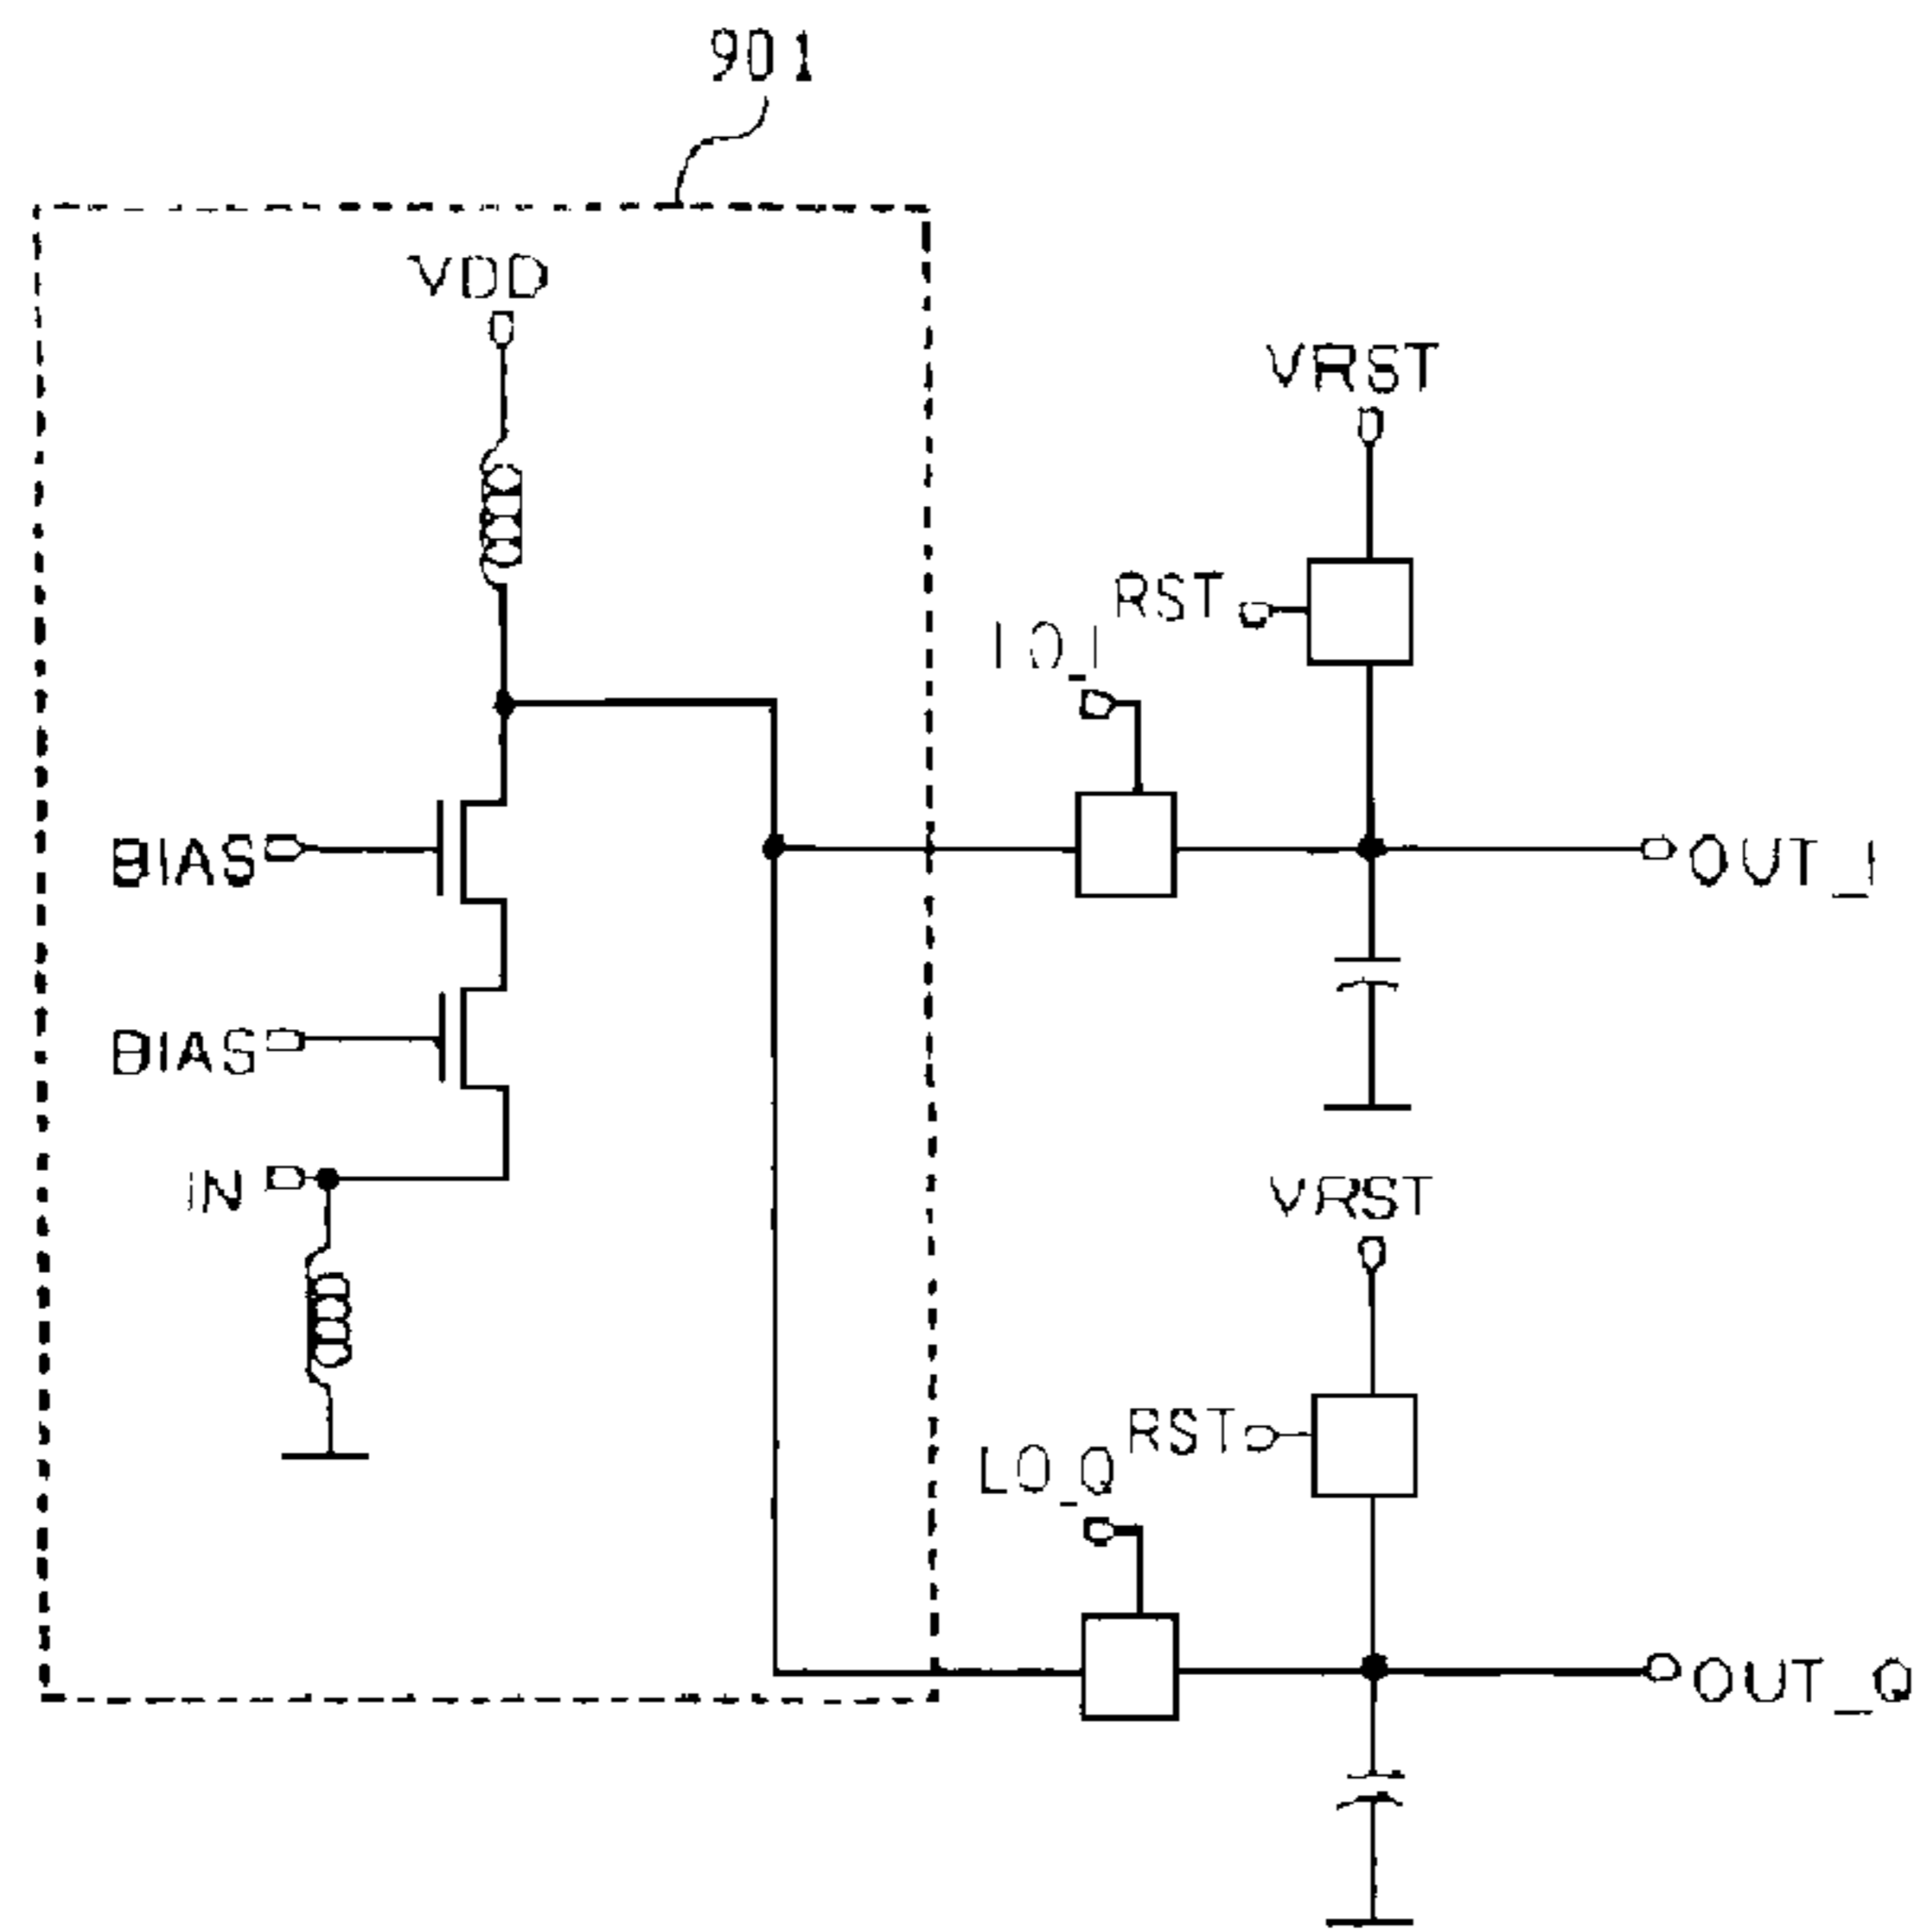 901
VDD
VRST
RST
LO_I
BIAS
OUT_I
BIAS
IN
VRST
RST
LO_Q
OUT_Q